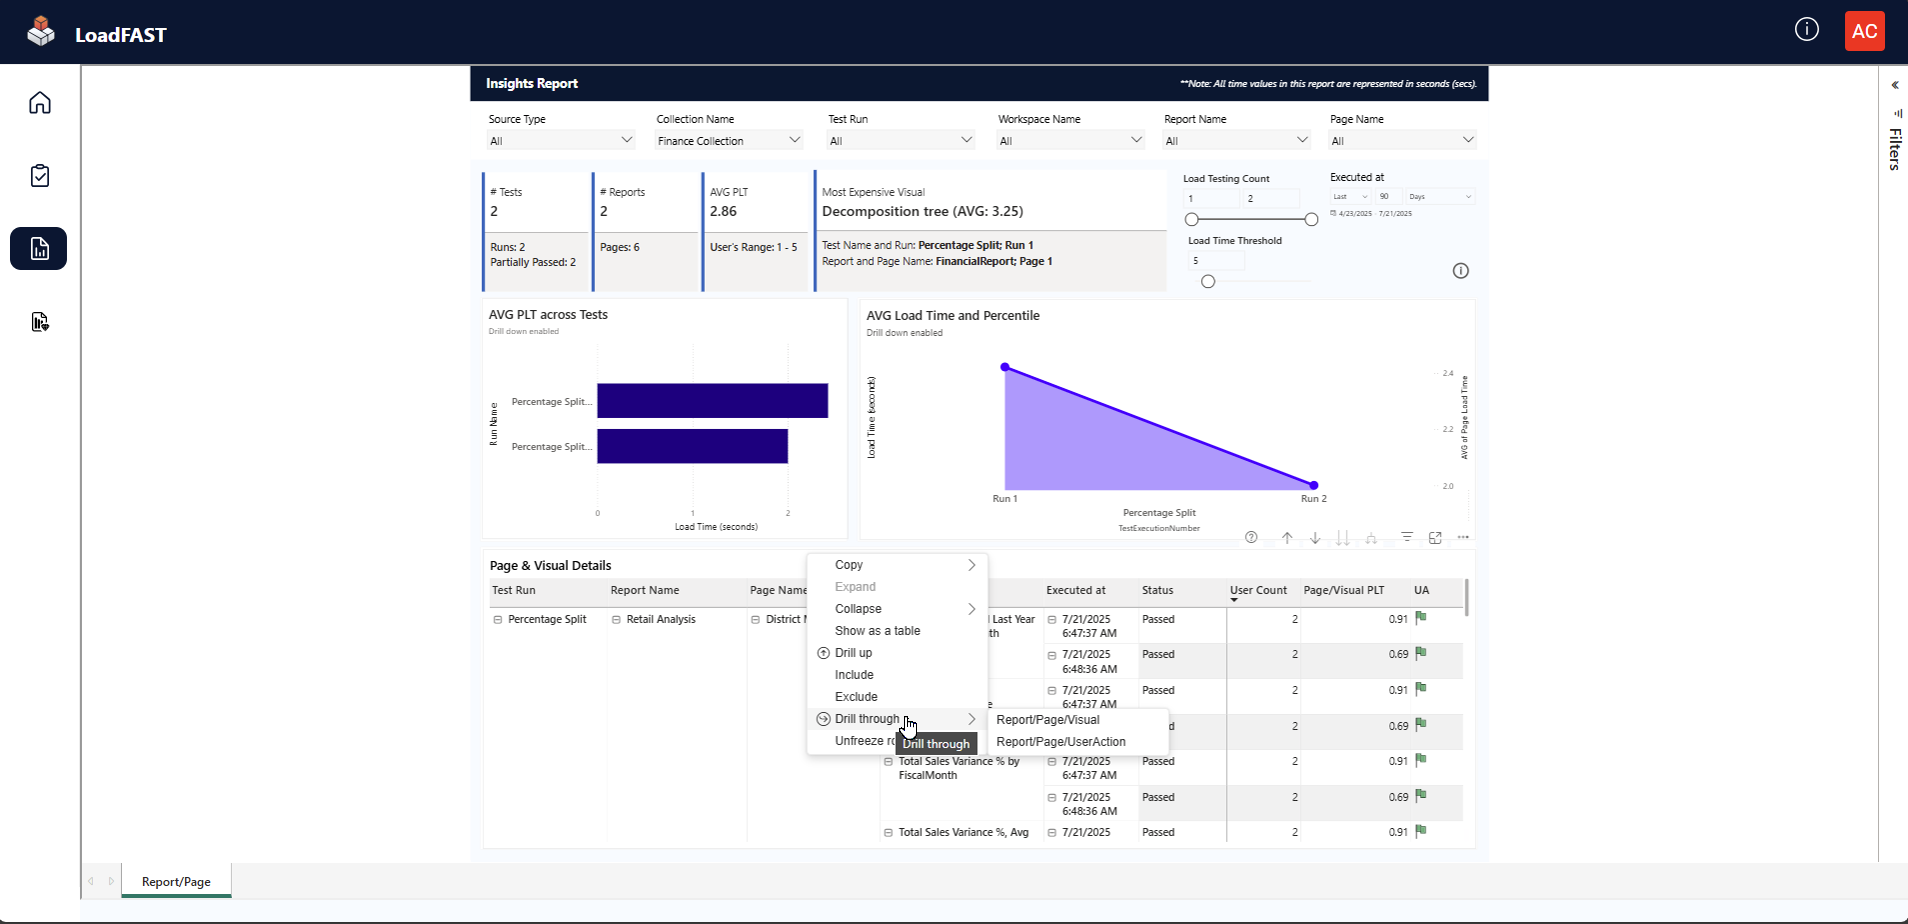 LoadFAST
AC
Insights Report
**Note: All time values in this report are represented in seconds (secs).
Source Type
Collection Name
Test Run
Workspace Name
Report Name
Page Name
All
Finance Collection
All
All
All
All
# Tests
2
Runs: 2
Partially Passed: 2
# Reports
2
Pages: 6
AVG PLT
2.86
User's Range: 1 - 5
Most Expensive Visual
Decomposition tree (AVG: 3.25)
Test Name and Run: Percentage Split; Run 1
Report and Page Name: FinancialReport; Page 1
Load Testing Count
1 2
Load Time Threshold
5
Executed at
Last 90 Days
4/23/2025 - 7/21/2025
Filters
AVG PLT across Tests
Drill down enabled
Run Name
Percentage Split...
Percentage Split...
0 1 2
Load Time (seconds)
AVG Load Time and Percentile
Drill down enabled
Load Time (seconds)
2.4
2.2
2.0
AVG of Page Load Time
Run 1 Run 2
Percentage Split
TestExecutionNumber
Page & Visual Details
Test Run Report Name Page Name Executed at Status User Count Page/Visual PLT UA
Percentage Split Retail Analysis District M
Last Year
th
7/21/2025
6:47:37 AM
Passed 2 0.91
7/21/2025
6:48:36 AM
Passed 2 0.69
e
7/21/2025
6:47:37 AM
Passed 2 0.91
d 2 0.69
Total Sales Variance % by
FiscalMonth
7/21/2025
6:47:37 AM
Passed 2 0.91
7/21/2025
6:48:36 AM
Passed 2 0.69
Total Sales Variance %, Avg 7/21/2025 Passed 2 0.91
Copy
Expand
Collapse
Show as a table
Drill up
Include
Exclude
Drill through
Unfreeze ro
Drill through
Report/Page/Visual
Report/Page/UserAction
Report/Page